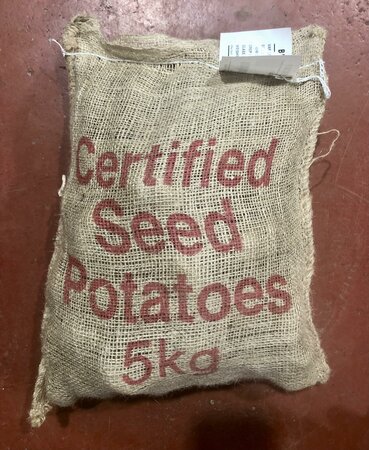 Certified
Seed
Potatoes
5kg